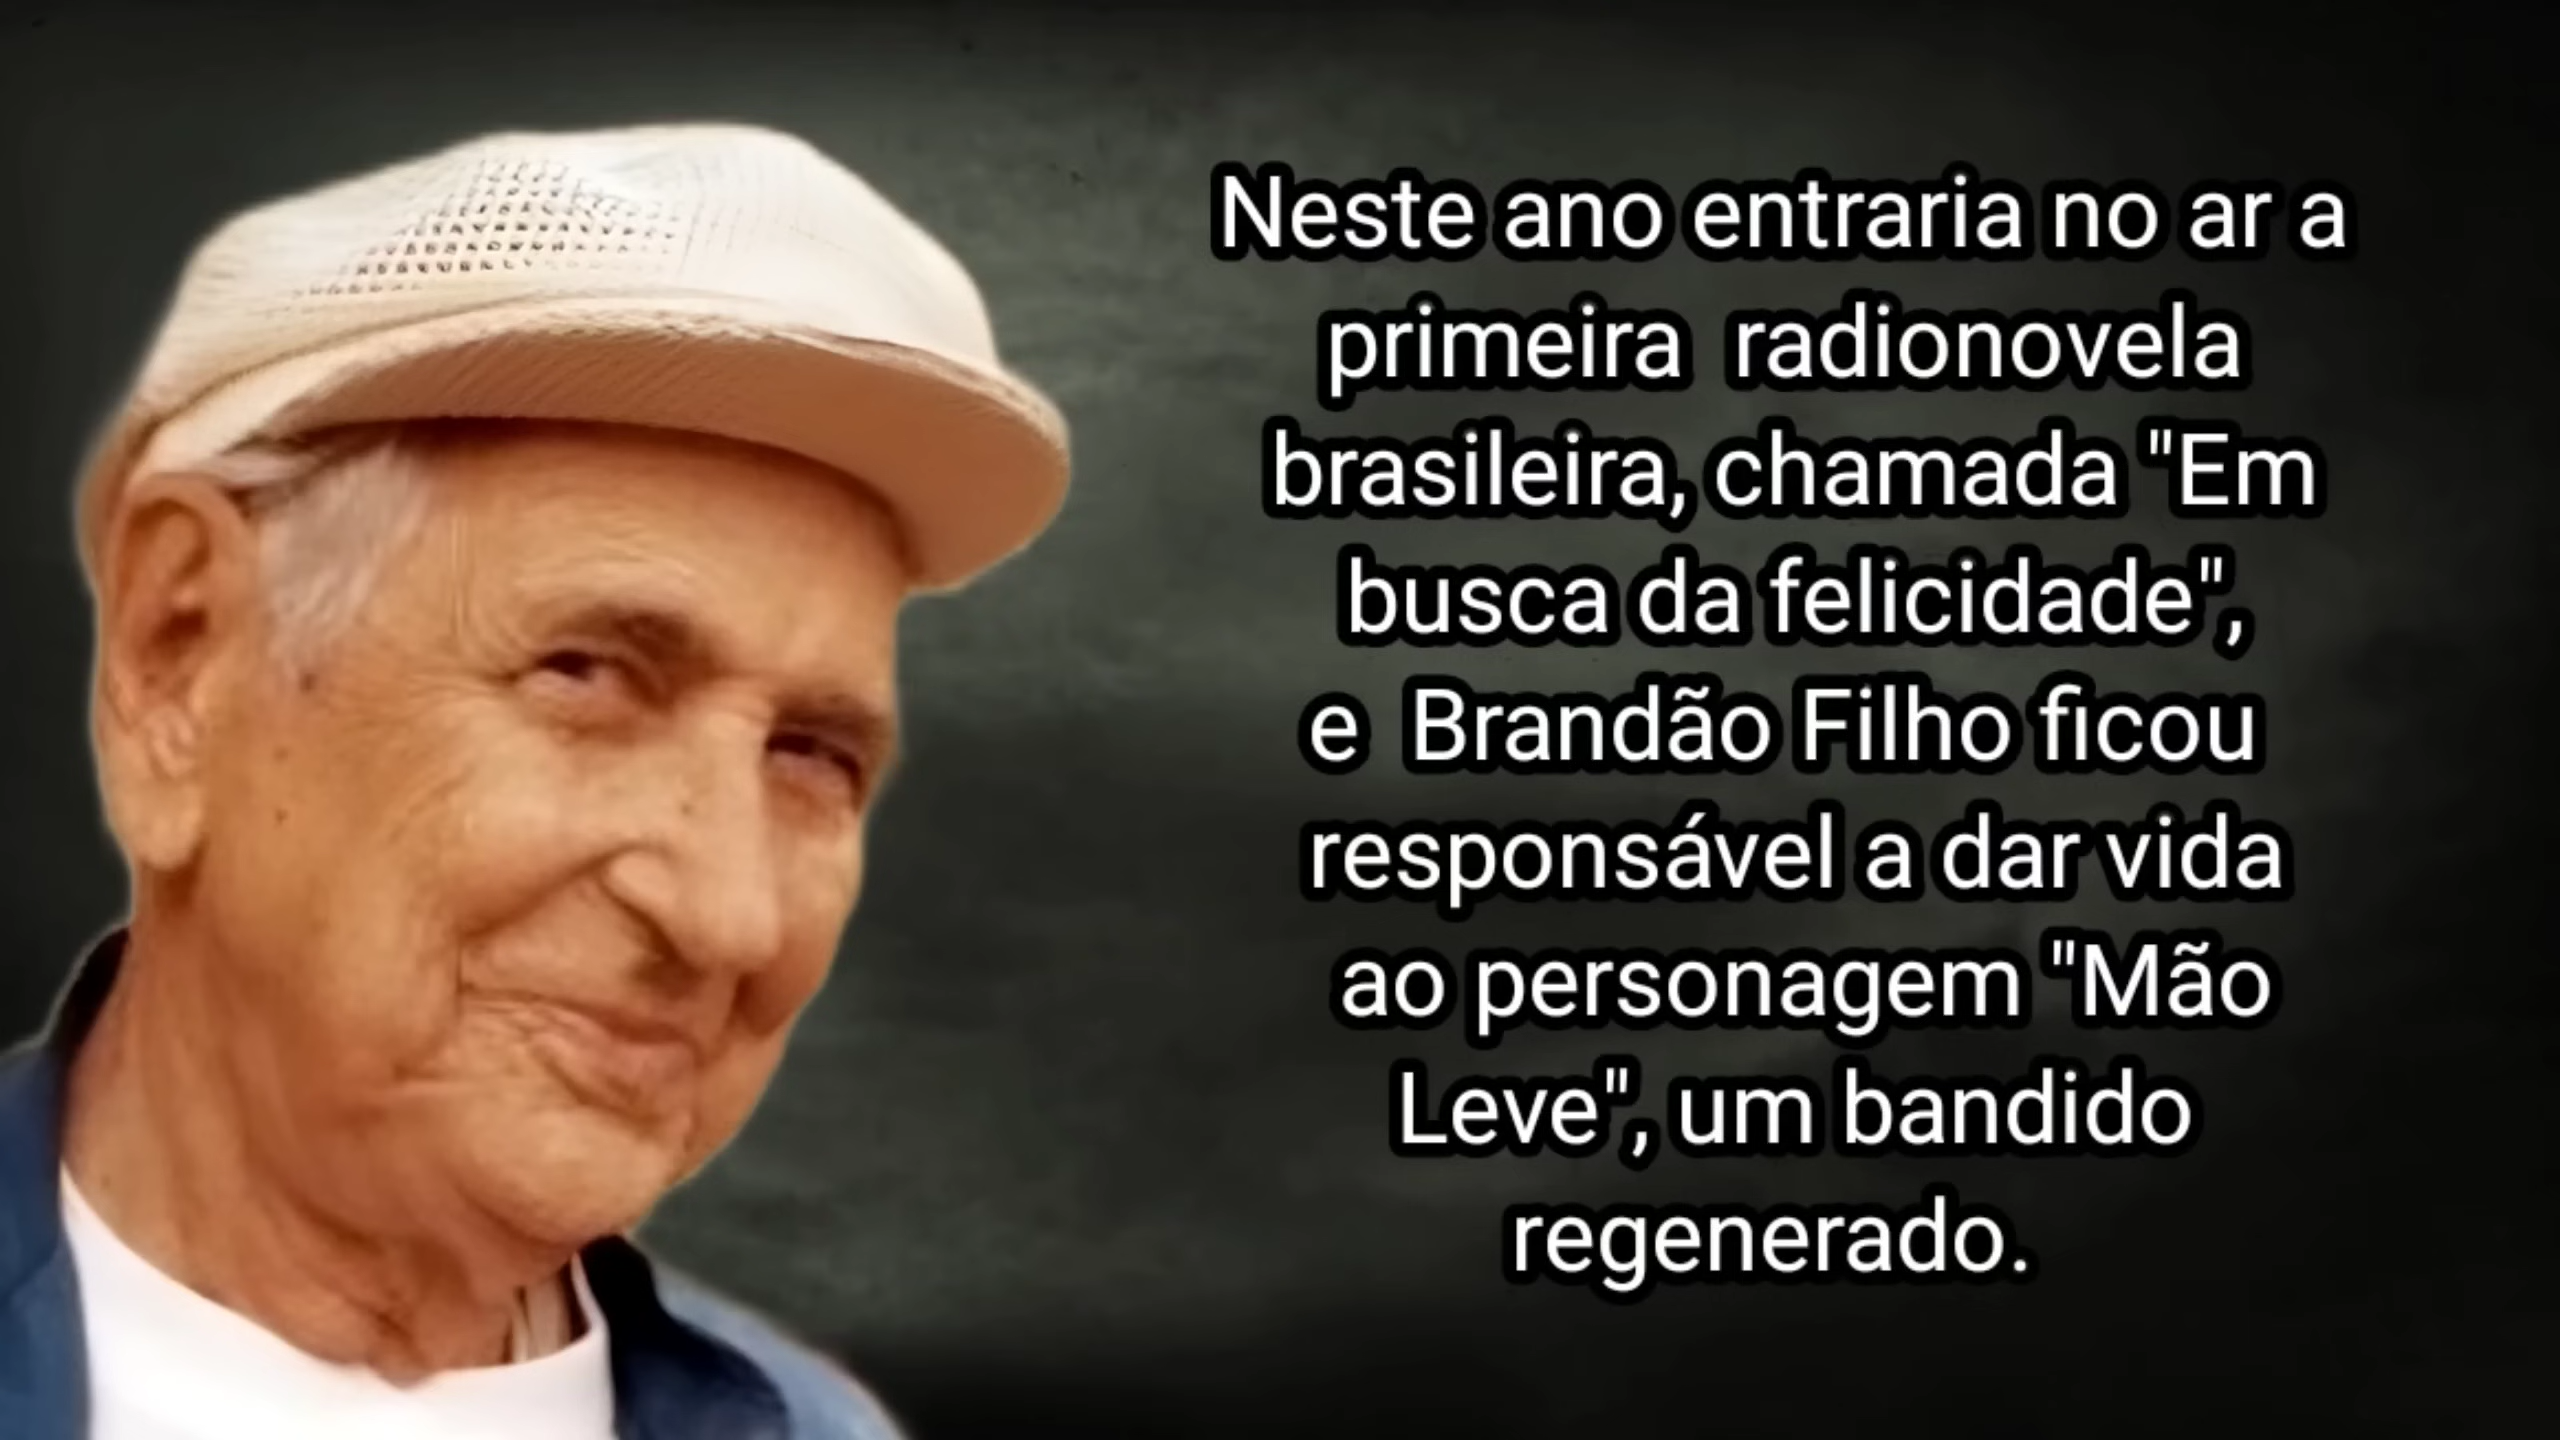 Neste ano entraria no ar a
primeira radionovela
brasileira, chamada "Em
busca da felicidade",
e Brandão Filho ficou
responsável a dar vida
ao personagem "Mão
Leve", um bandido
regenerado.